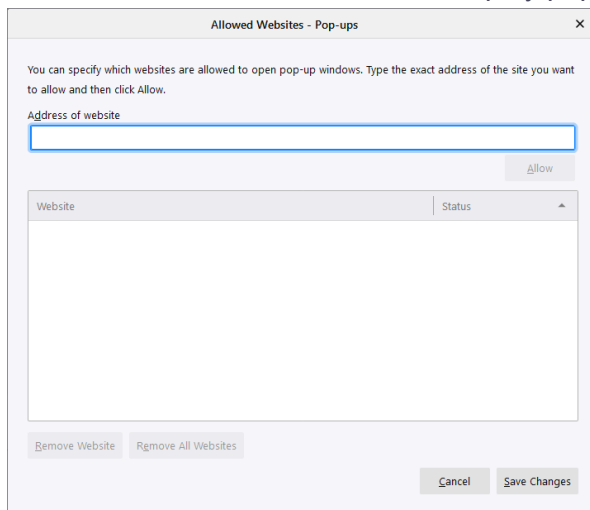 Allowed Websites - Pop-ups
You can specify which websites are allowed to open pop-up windows. Type the exact address of the site you want
to allow and then click Allow.
Address of website
Allow
Website Status
Remove Website Remove All Websites
Cancel Save Changes